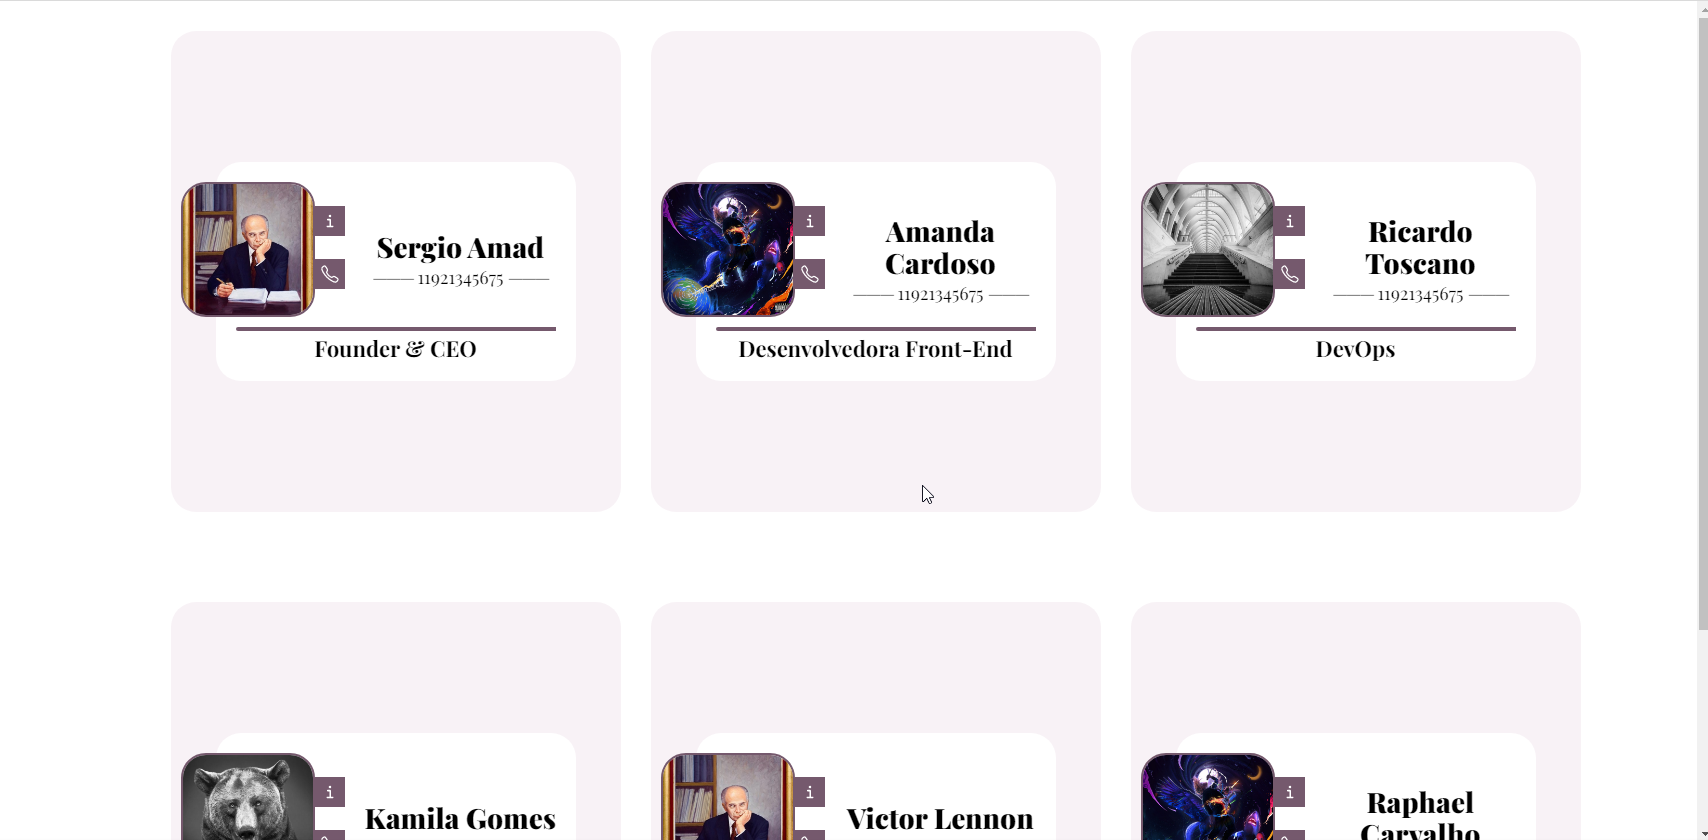 i
Sergio Amad
11921345675
Founder & CEO
i
Amanda
Cardoso
11921345675
Desenvolvedora Front-End
i
Ricardo
Toscano
11921345675
DevOps
i
Kamila Gomes
i
Victor Lennon
i
Raphael
Carvalho